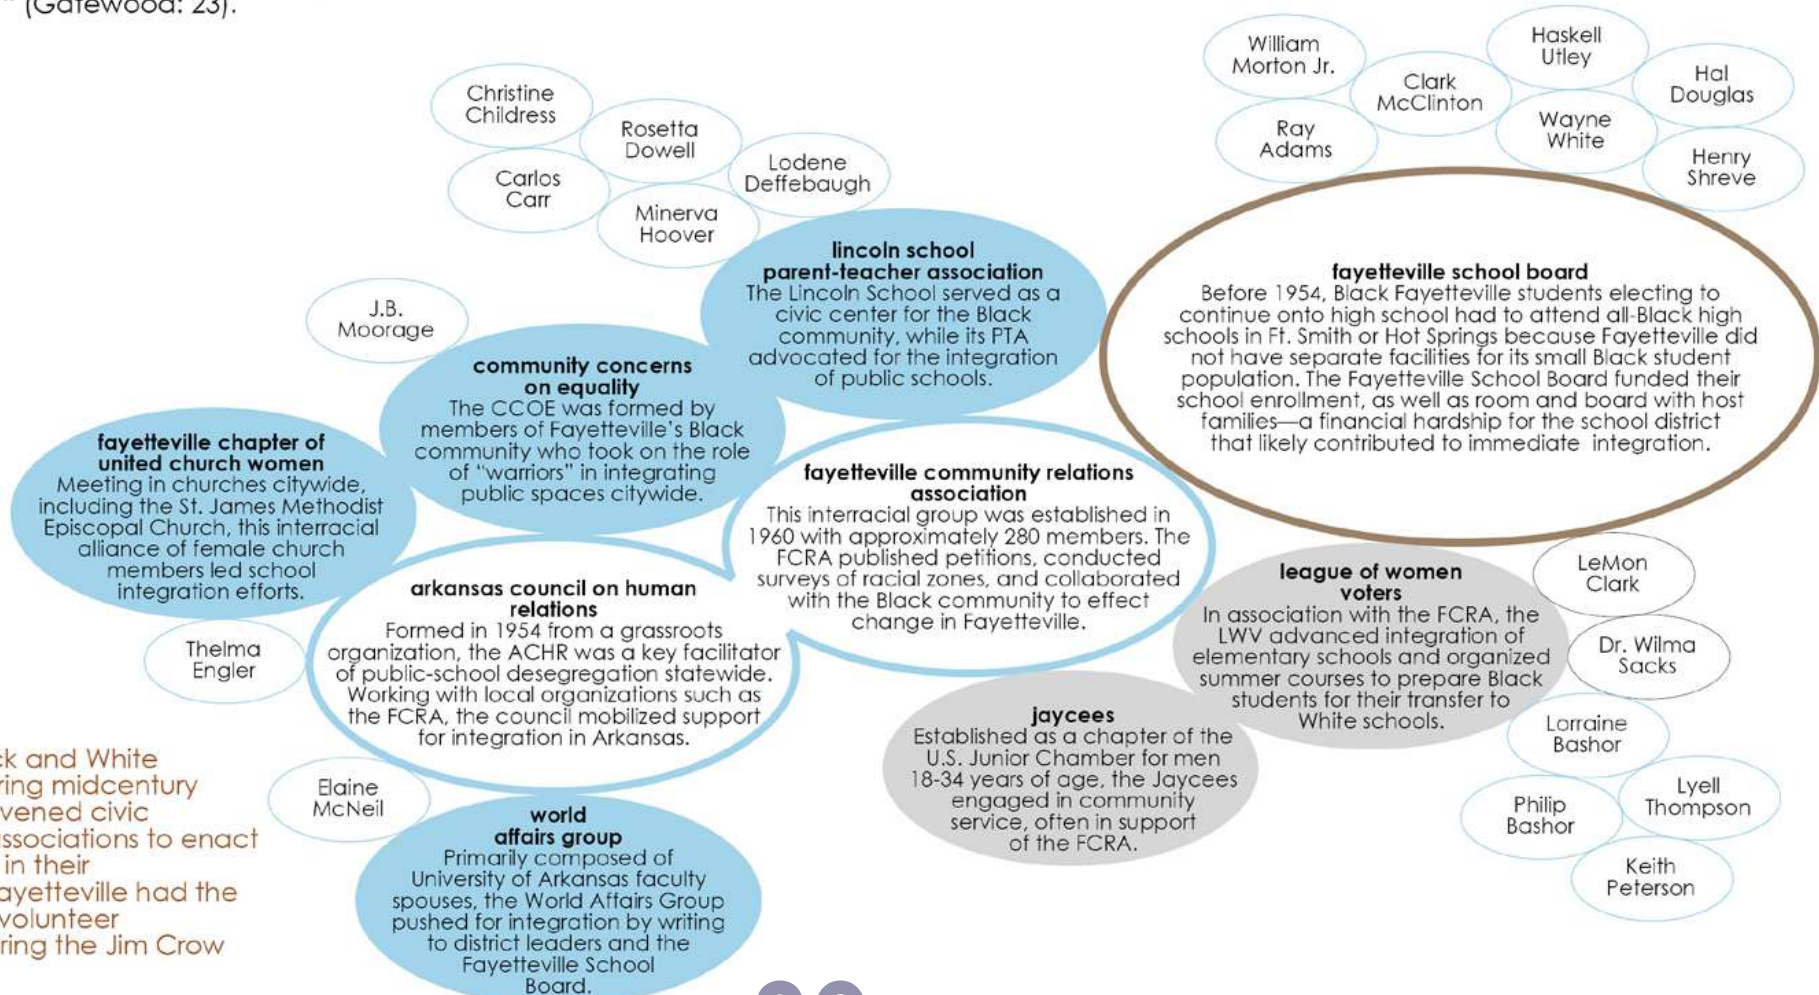 " (Gatewood: 23).
William
Morton Jr.
Haskell
Utley
Clark
McClinton
Hal
Douglas
Ray
Adams
Wayne
White
Henry
Shreve
Christine
Childress
Rosetta
Dowell
Lodene
Deffebaugh
Carlos
Carr
Minerva
Hoover
lincoln school
parent-teacher association
The Lincoln School served as a
civic center for the Black
community, while its PTA
advocated for the integration
of public schools.
fayetteville school board
Before 1954, Black Fayetteville students electing to
continue onto high school had to attend all-Black high
schools in Ft. Smith or Hot Springs because Fayetteville did
not have separate facilities for its small Black student
population. The Fayetteville School Board funded their
school enrollment, as well as room and board with host
families—a financial hardship for the school district
that likely contributed to immediate integration.
J.B.
Moorage
community concerns
on equality
The CCOE was formed by
members of Fayetteville's Black
community who took on the role
of "warriors" in integrating
public spaces citywide.
fayetteville chapter of
united church women
Meeting in churches citywide,
including the St. James Methodist
Episcopal Church, this interracial
alliance of female church
members led school
integration efforts.
fayetteville community relations
association
This interracial group was established in
1960 with approximately 280 members. The
FCRA published petitions, conducted
surveys of racial zones, and collaborated
with the Black community to effect
change in Fayetteville.
arkansas council on human
relations
Formed in 1954 from a grassroots
organization, the ACHR was a key facilitator
of public-school desegregation statewide.
Working with local organizations such as
the FCRA, the council mobilized support
for integration in Arkansas.
Thelma
Engler
league of women
voters
In association with the FCRA, the
LWV advanced integration of
elementary schools and organized
summer courses to prepare Black
students for their transfer to
White schools.
LeMon
Clark
Dr. Wilma
Sacks
Lorraine
Bashor
Lyell
Thompson
Philip
Bashor
Keith
Peterson
jaycees
Established as a chapter of the
U.S. Junior Chamber for men
18-34 years of age, the Jaycees
engaged in community
service, often in support
of the FCRA.
Elaine
McNeil
world
affairs group
Primarily composed of
University of Arkansas faculty
spouses, the World Affairs Group
pushed for integration by writing
to district leaders and the
Fayetteville School
Board.
ck and White
ring midcentury
vened civic
ssociations to enact
in their
ayetteville had the
volunteer
ring the Jim Crow